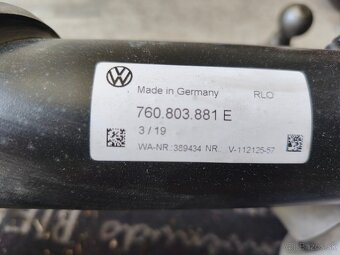 Made in Germany RLO
760.803.881 E
3 / 19
WA-NR.:389434 NR.: V-112125-57